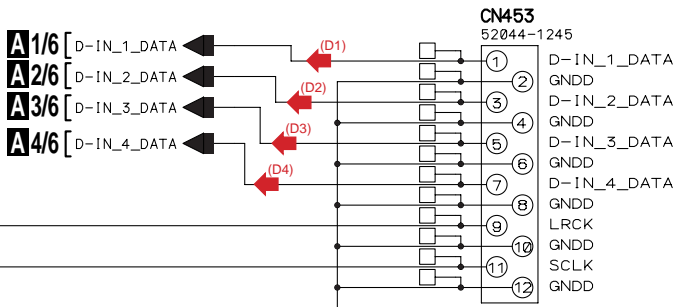 CN453
52044-1245
A 1/6 [ D-IN_1_DATA (D1) 1 D-IN_1_DATA
A 2/6 [ D-IN_2_DATA 2 GNDD
(D2) 3 D-IN_2_DATA
A 3/6 [ D-IN_3_DATA 4 GNDD
A 4/6 [ D-IN_4_DATA (D3) 5 D-IN_3_DATA
6 GNDD
(D4) 7 D-IN_4_DATA
8 GNDD
9 LRCK
10 GNDD
11 SCLK
12 GNDD